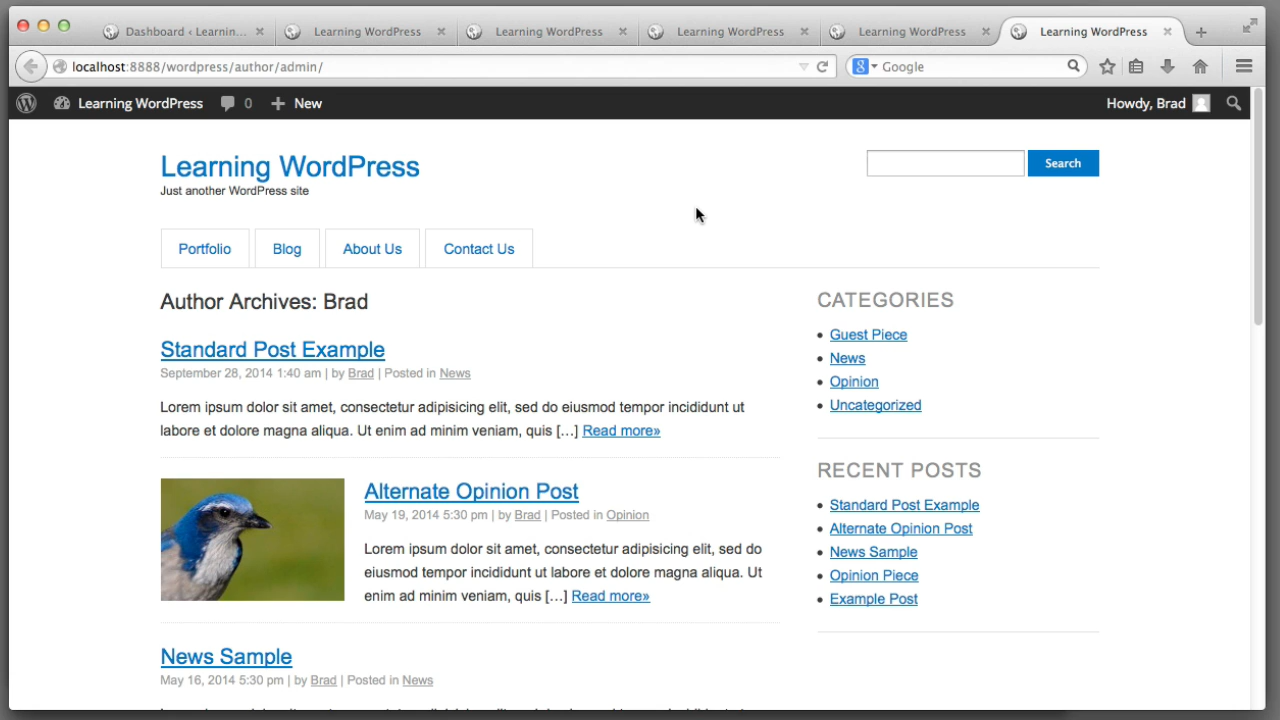 Dashboard ‹ Learnin...
Learning WordPress
Learning WordPress
Learning WordPress
Learning WordPress
Learning WordPress
localhost:8888/wordpress/author/admin/
Google
Learning WordPress 0 New
Howdy, Brad
Learning WordPress
Just another WordPress site
Search
Portfolio
Blog
About Us
Contact Us
Author Archives: Brad
Standard Post Example
September 28, 2014 1:40 am | by Brad | Posted in News
Lorem ipsum dolor sit amet, consectetur adipisicing elit, sed do eiusmod tempor incididunt ut
labore et dolore magna aliqua. Ut enim ad minim veniam, quis […] Read more»
Alternate Opinion Post
May 19, 2014 5:30 pm | by Brad | Posted in Opinion
Lorem ipsum dolor sit amet, consectetur adipisicing elit, sed do
eiusmod tempor incididunt ut labore et dolore magna aliqua. Ut
enim ad minim veniam, quis […] Read more»
News Sample
May 16, 2014 5:30 pm | by Brad | Posted in News
CATEGORIES
Guest Piece
News
Opinion
Uncategorized
RECENT POSTS
Standard Post Example
Alternate Opinion Post
News Sample
Opinion Piece
Example Post